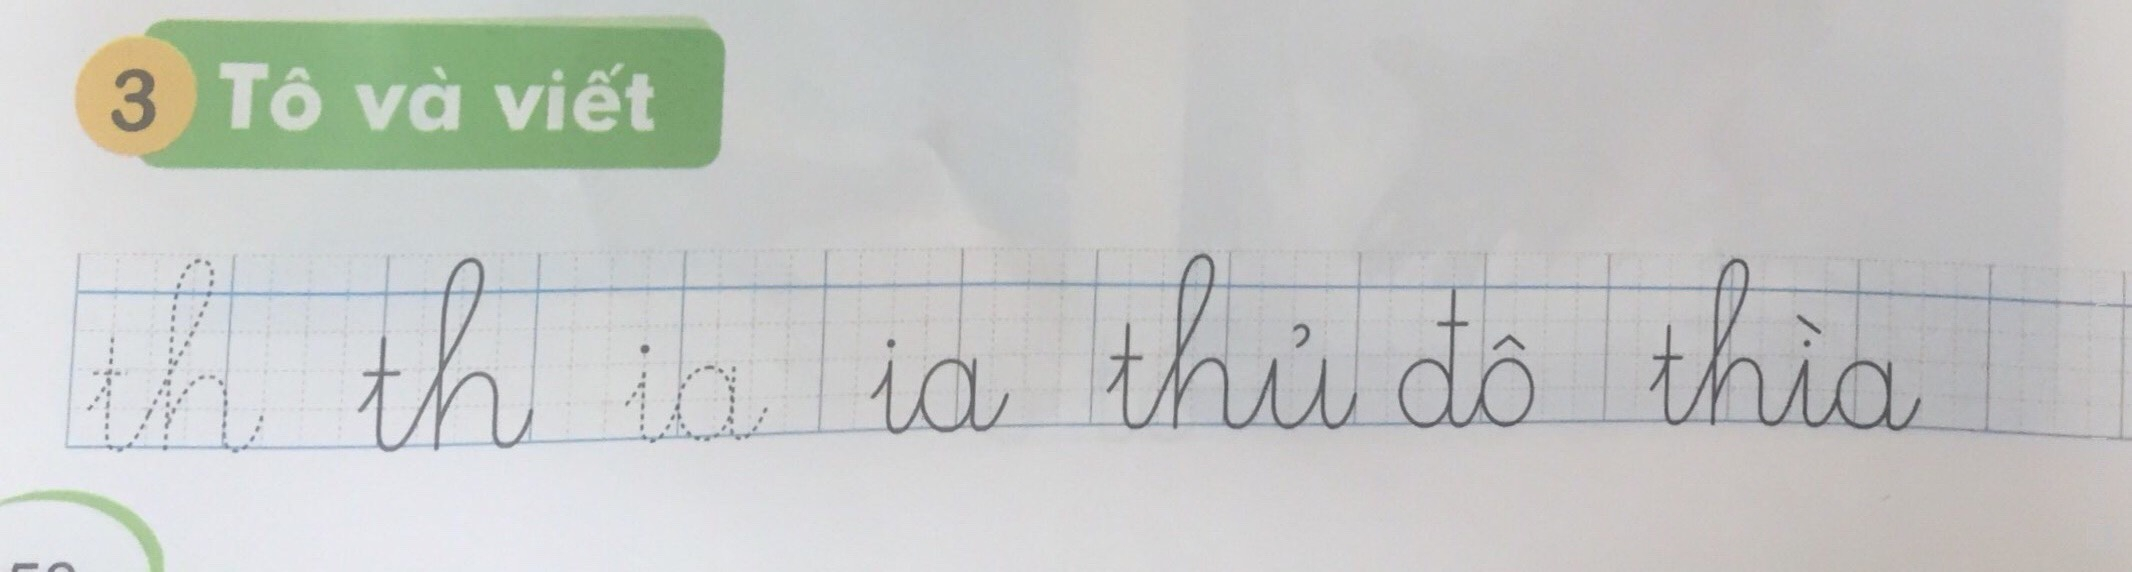 3 Tô và viết
th th ia ia thủ đô thìa